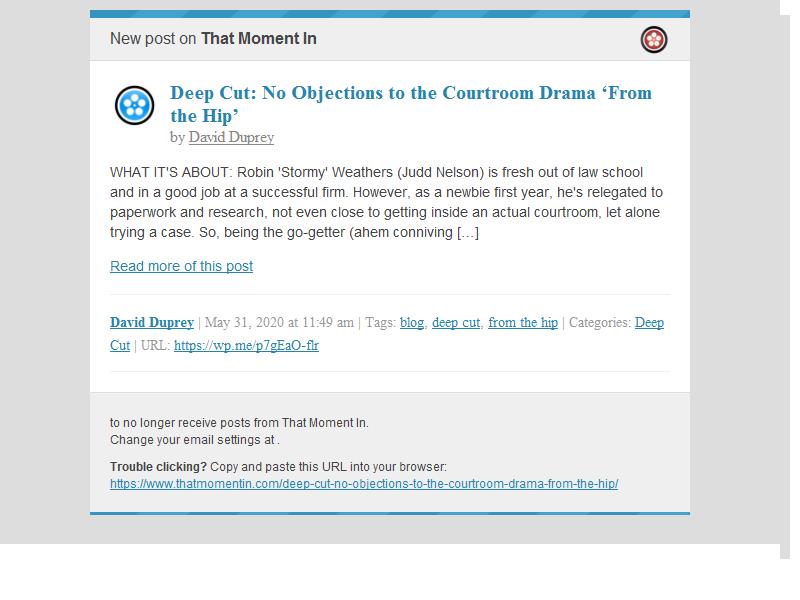 New post on That Moment In
Deep Cut: No Objections to the Courtroom Drama ‘From
the Hip’
by David Duprey
WHAT IT'S ABOUT: Robin 'Stormy' Weathers (Judd Nelson) is fresh out of law school
and in a good job at a successful firm. However, as a newbie first year, he's relegated to
paperwork and research, not even close to getting inside an actual courtroom, let alone
trying a case. So, being the go-getter (ahem conniving […]
Read more of this post
David Duprey | May 31, 2020 at 11:49 am | Tags: blog, deep cut, from the hip | Categories: Deep
Cut | URL: https://wp.me/p7gEaO-flr
to no longer receive posts from That Moment In.
Change your email settings at .
Trouble clicking? Copy and paste this URL into your browser:
https://www.thatmomentin.com/deep-cut-no-objections-to-the-courtroom-drama-from-the-hip/